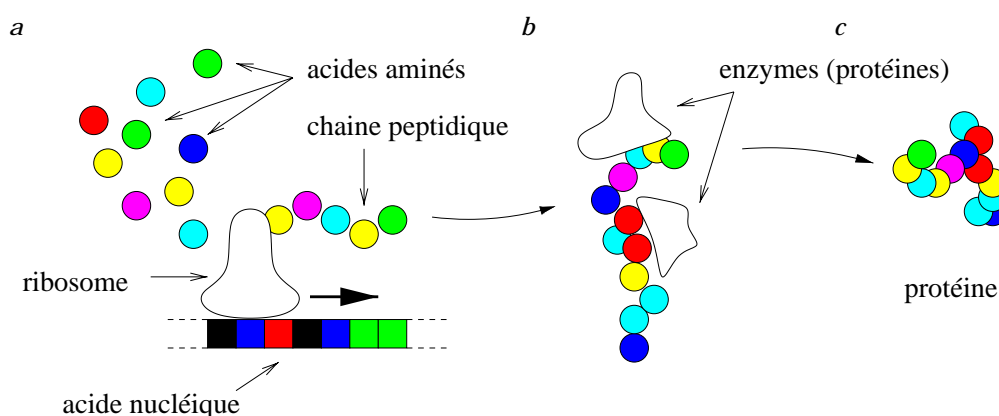 a
b
c
acides aminés
enzymes (protéines)
chaine peptidique
ribosome
protéine
acide nucléique